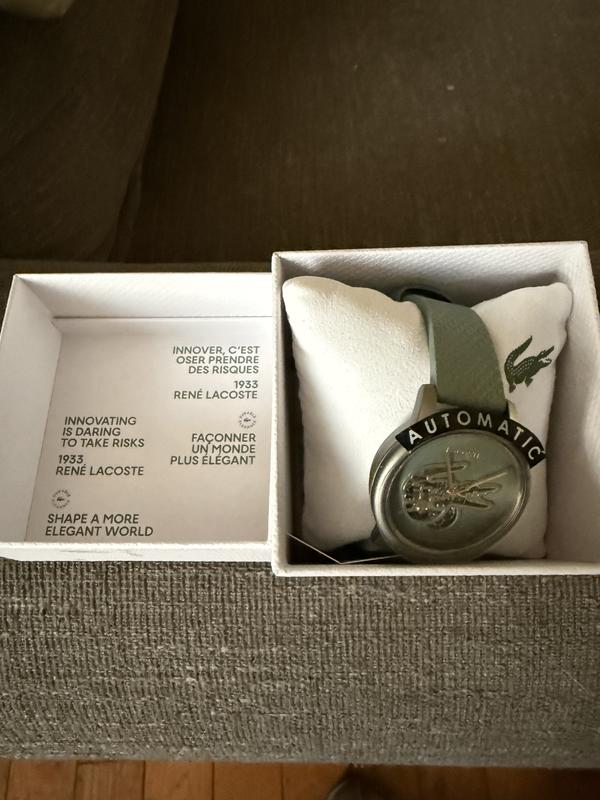 INNOVER, C'EST
OSER PRENDRE
DES RISQUES
1933
RENÉ LACOSTE
INNOVATING
IS DARING
TO TAKE RISKS
1933
RENÉ LACOSTE
FAÇONNER
UN MONDE
PLUS ÉLÉGANT
SHAPE A MORE
ELEGANT WORLD
AUTOMATIC